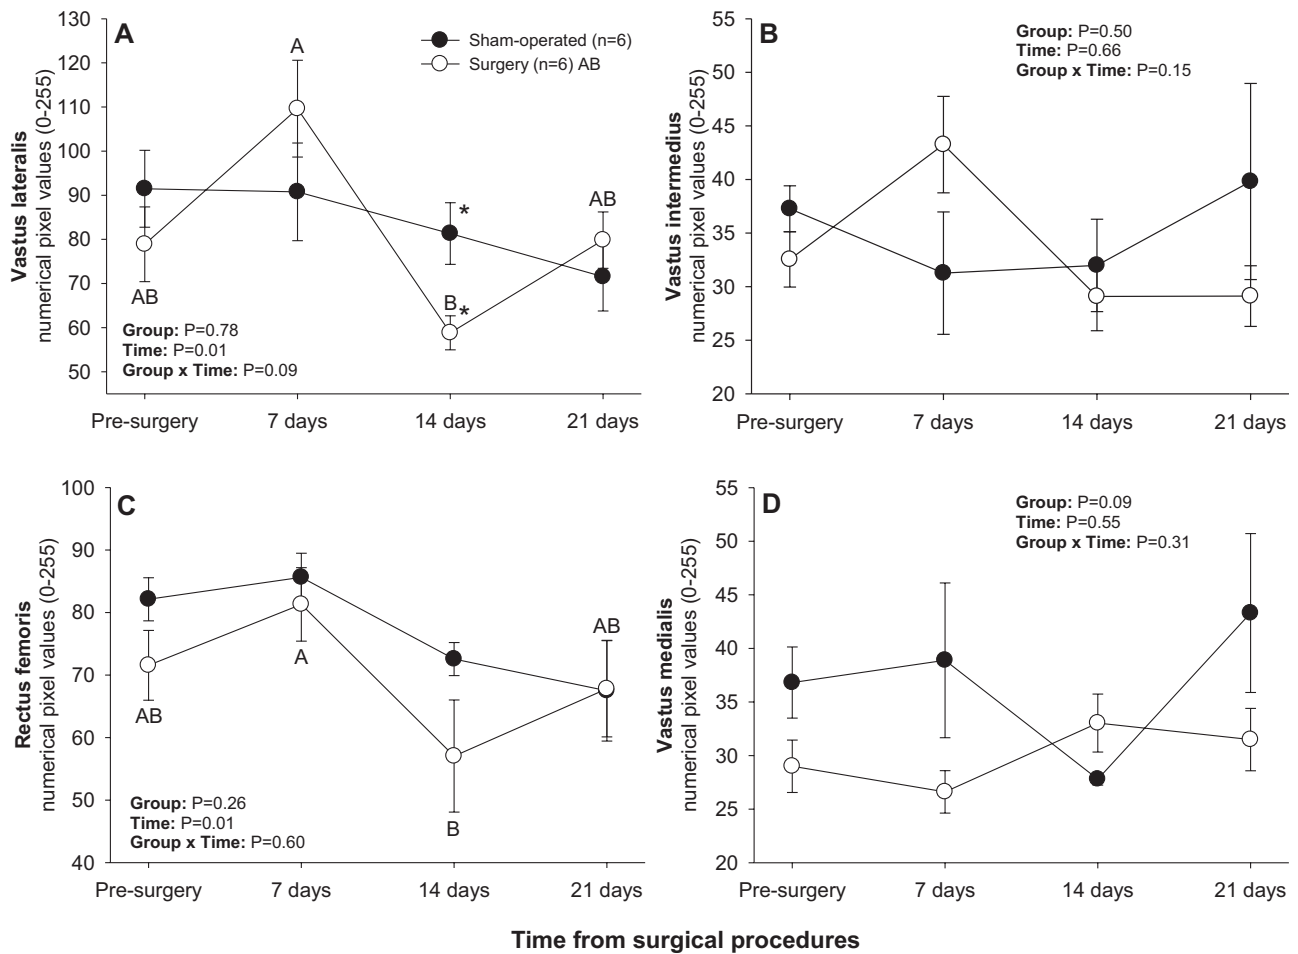 A
Sham-operated (n=6)
Surgery (n=6) AB
Vastus lateralis
numerical pixel values (0-255)
130
120
110
100
90
80
70
60
50
A
AB
*
B
*
AB
Group: P=0.78
Time: P=0.01
Group x Time: P=0.09
Pre-surgery 7 days 14 days 21 days
B
Vastus intermedius
numerical pixel values (0-255)
55
50
45
40
35
30
25
20
Group: P=0.50
Time: P=0.66
Group x Time: P=0.15
Pre-surgery 7 days 14 days 21 days
C
Rectus femoris
numerical pixel values (0-255)
100
90
80
70
60
50
40
AB
A
B
AB
Group: P=0.26
Time: P=0.01
Group x Time: P=0.60
Pre-surgery 7 days 14 days 21 days
D
Vastus medialis
numerical pixel values (0-255)
55
50
45
40
35
30
25
20
Group: P=0.09
Time: P=0.55
Group x Time: P=0.31
Pre-surgery 7 days 14 days 21 days
Time from surgical procedures